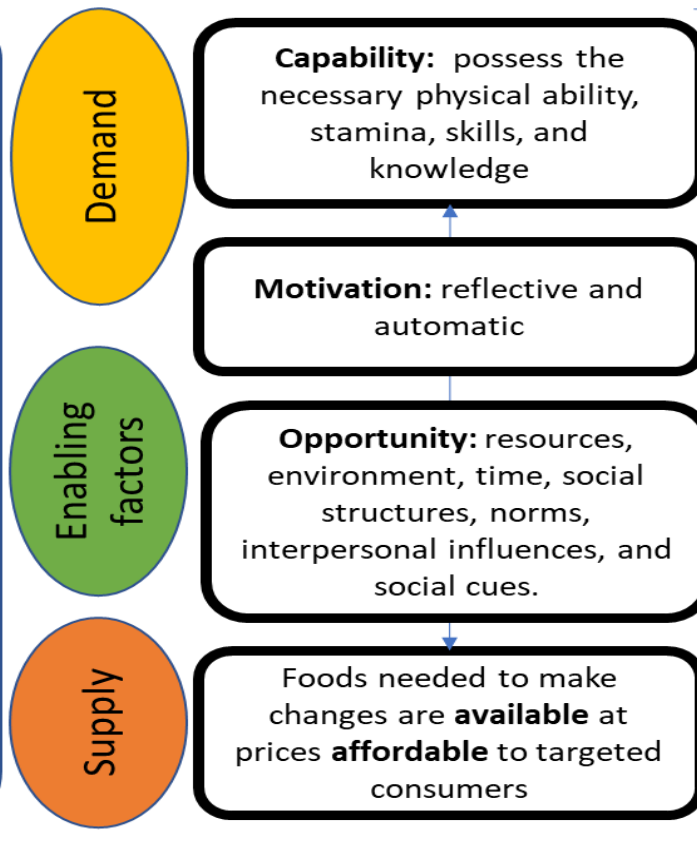 Demand
Capability: possess the
necessary physical ability,
stamina, skills, and
knowledge
Motivation: reflective and
automatic
Enabling
factors
Opportunity: resources,
environment, time, social
structures, norms,
interpersonal influences, and
social cues.
Supply
Foods needed to make
changes are available at
prices affordable to targeted
consumers